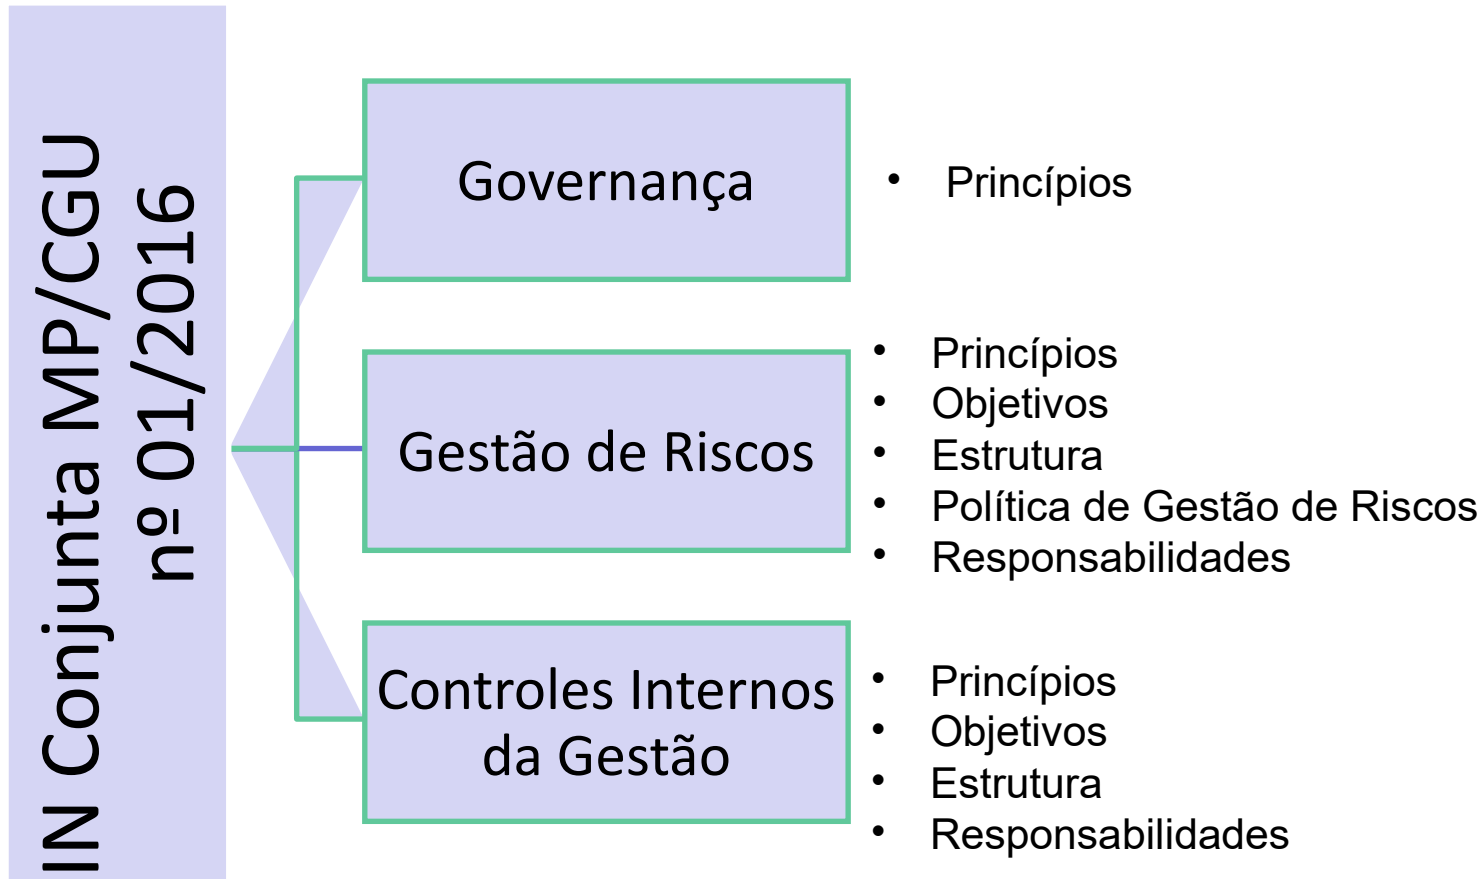 IN Conjunta MP/CGU
nº 01/2016
Governança
• Princípios
Gestão de Riscos
• Princípios
• Objetivos
• Estrutura
• Política de Gestão de Riscos
• Responsabilidades
Controles Internos
da Gestão
• Princípios
• Objetivos
• Estrutura
• Responsabilidades